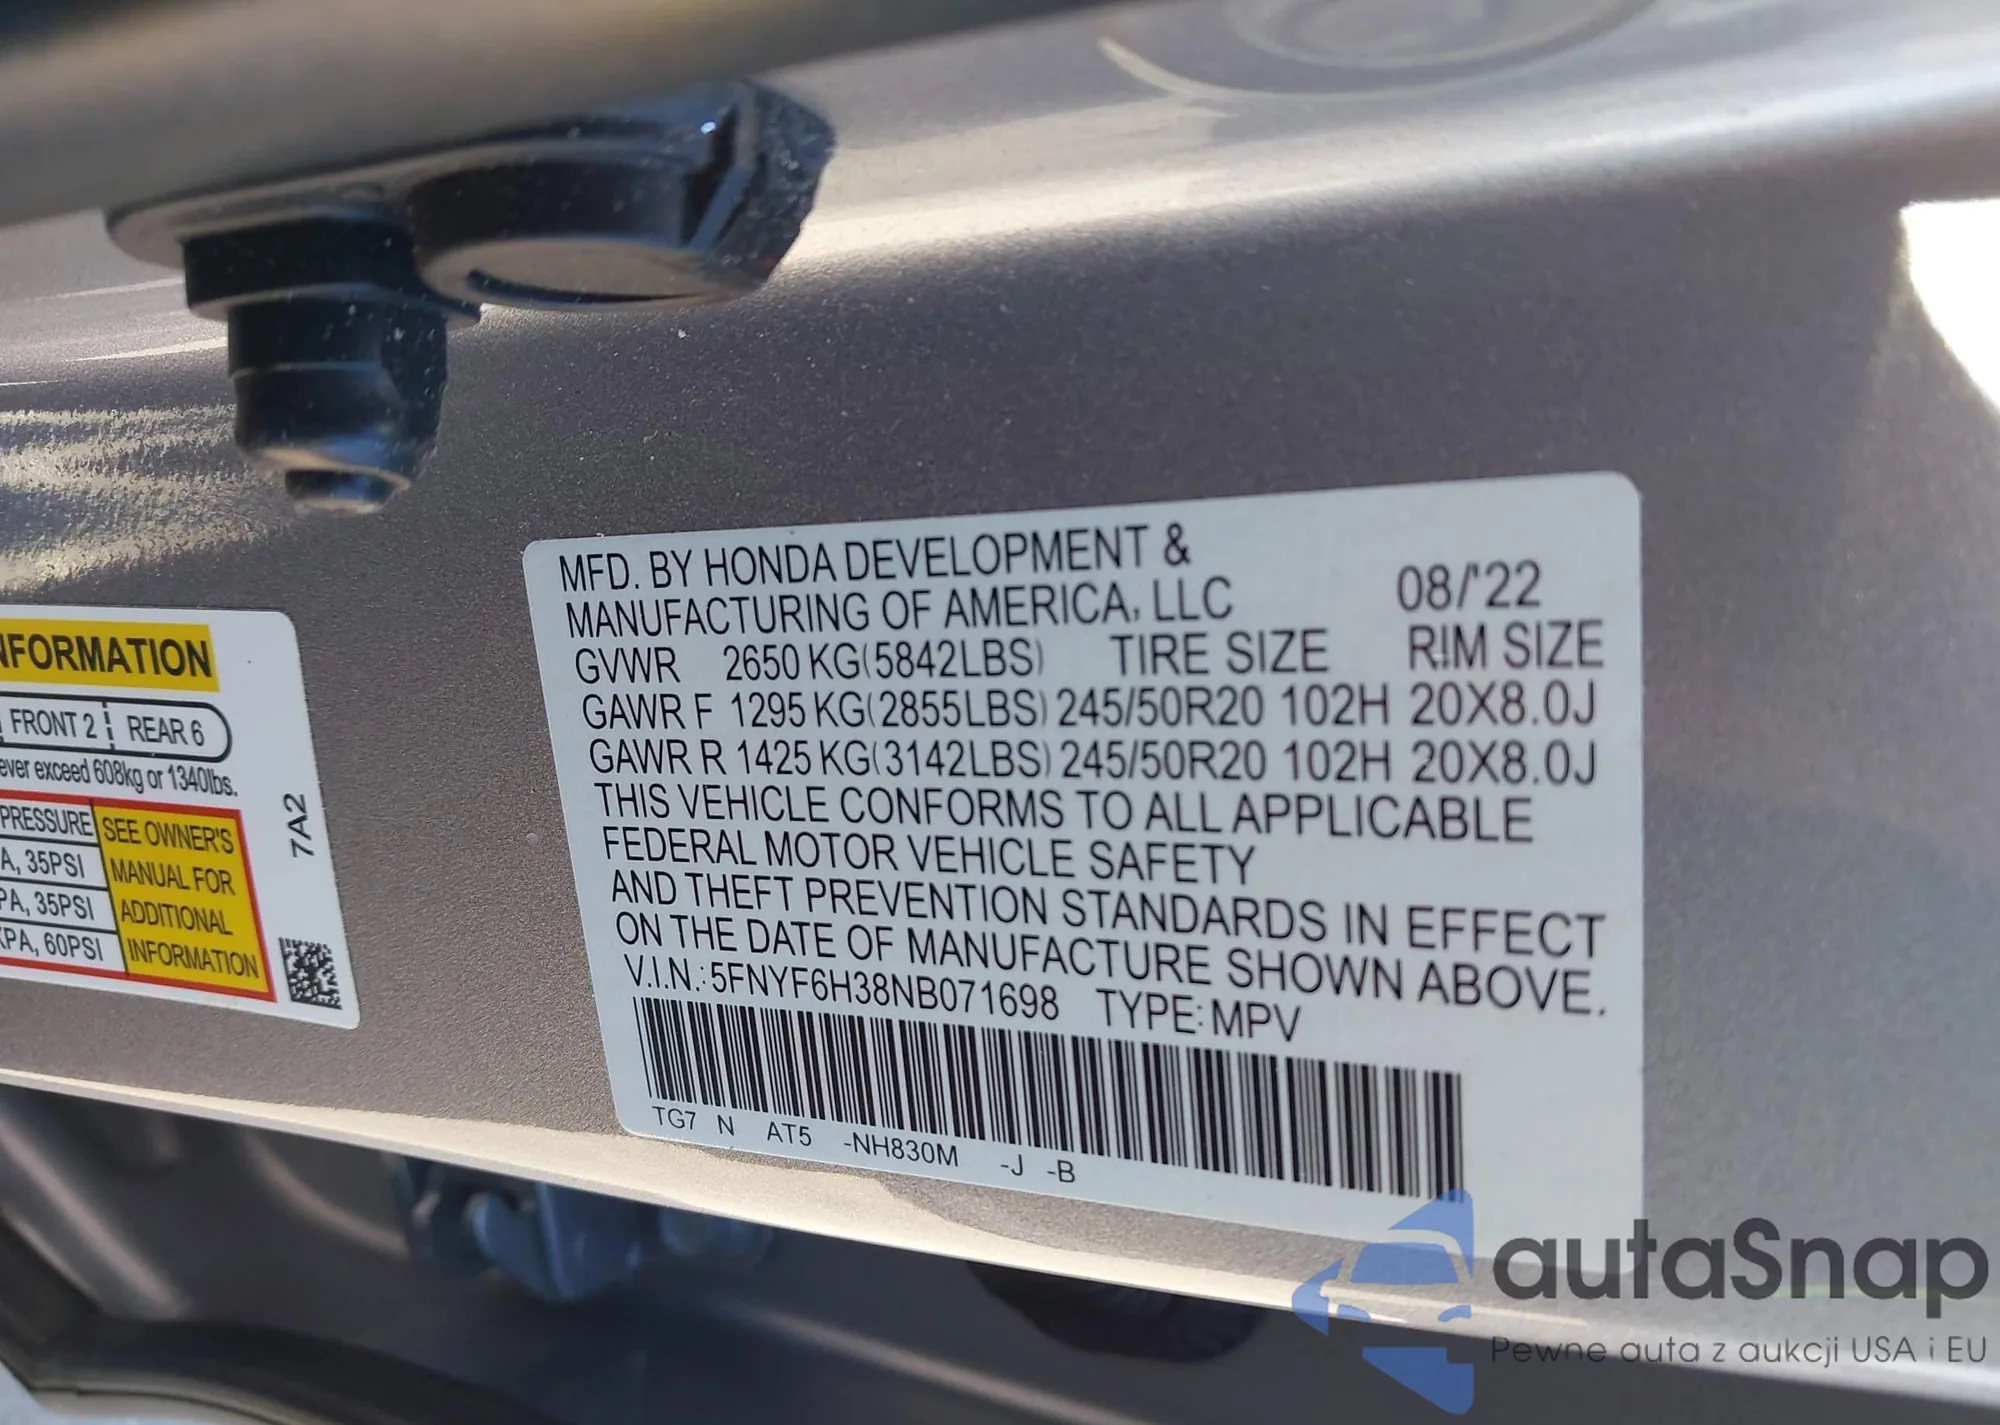 NFORMATION
FRONT 2 REAR 6
ever exceed 608kg or 1340lbs.
PRESSURE SEE OWNER'S
A, 35PSI MANUAL FOR
PA, 35PSI ADDITIONAL
KPA, 60PSI INFORMATION
7A2
MFD. BY HONDA DEVELOPMENT &
MANUFACTURING OF AMERICA, LLC 08/'22
GVWR 2650 KG(5842LBS) TIRE SIZE RIM SIZE
GAWR F 1295 KG(2855LBS) 245/50R20 102H 20X8.0J
GAWR R 1425 KG(3142LBS) 245/50R20 102H 20X8.0J
THIS VEHICLE CONFORMS TO ALL APPLICABLE
FEDERAL MOTOR VEHICLE SAFETY
AND THEFT PREVENTION STANDARDS IN EFFECT
ON THE DATE OF MANUFACTURE SHOWN ABOVE.
V.I.N.: 5FNYF6H38NB071698 TYPE: MPV
TG7 N AT5 -NH830M -J -B
autaSnap
Pewne auta z aukcji USA i EU